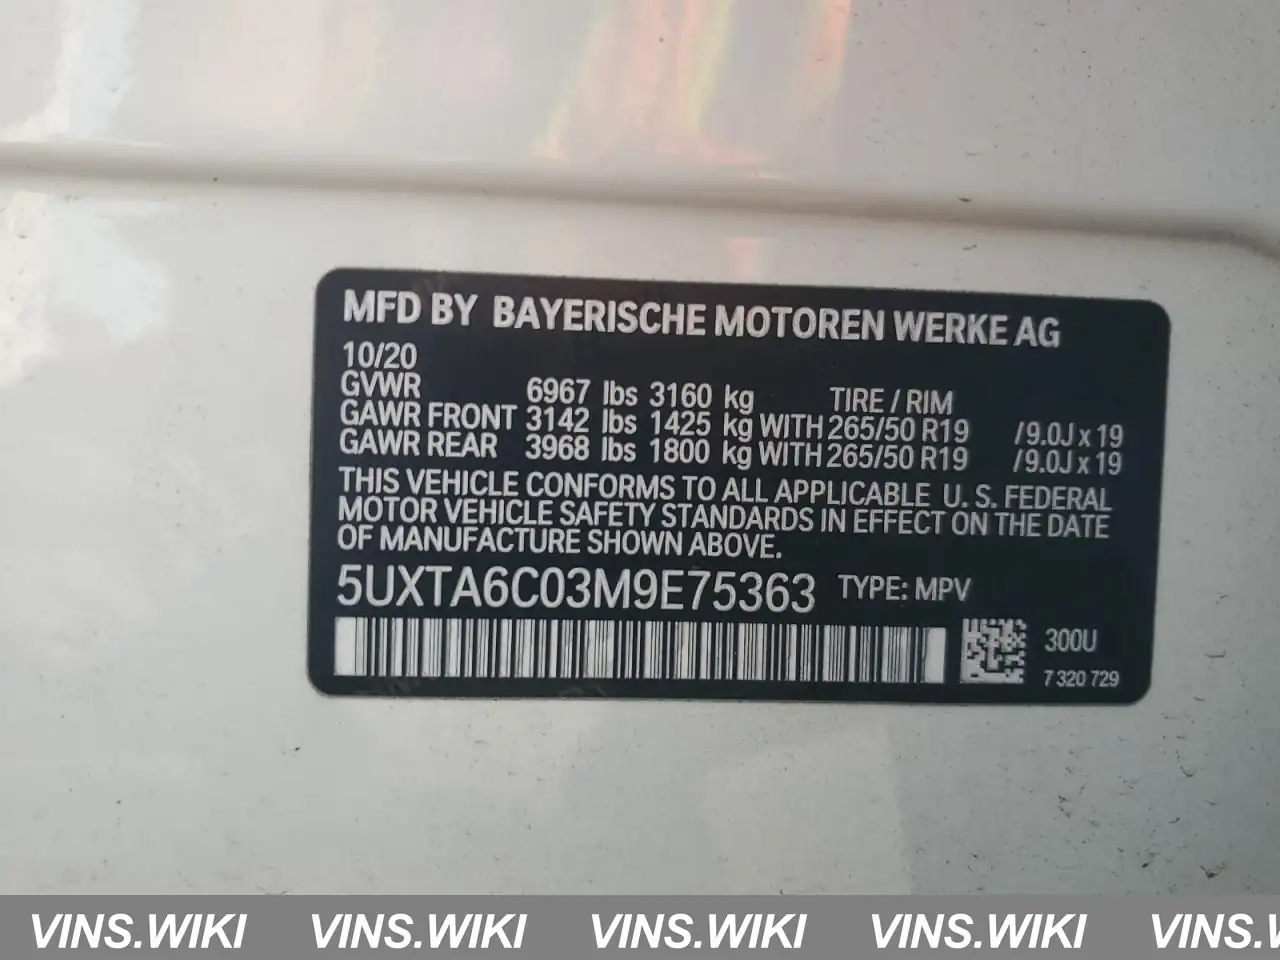 MFD BY BAYERISCHE MOTOREN WERKE AG
10/20
GVWR 6967 lbs 3160 kg TIRE / RIM
GAWR FRONT 3142 lbs 1425 kg WITH 265/50 R19 /9.0J x 19
GAWR REAR 3968 lbs 1800 kg WITH 265/50 R19 /9.0J x 19
THIS VEHICLE CONFORMS TO ALL APPLICABLE U. S. FEDERAL
MOTOR VEHICLE SAFETY STANDARDS IN EFFECT ON THE DATE
OF MANUFACTURE SHOWN ABOVE.
5UXTA6C03M9E75363 TYPE: MPV
300U
7 320 729
VINS.WIKI VINS.WIKI VINS.WIKI VINS.WIKI VINS.W